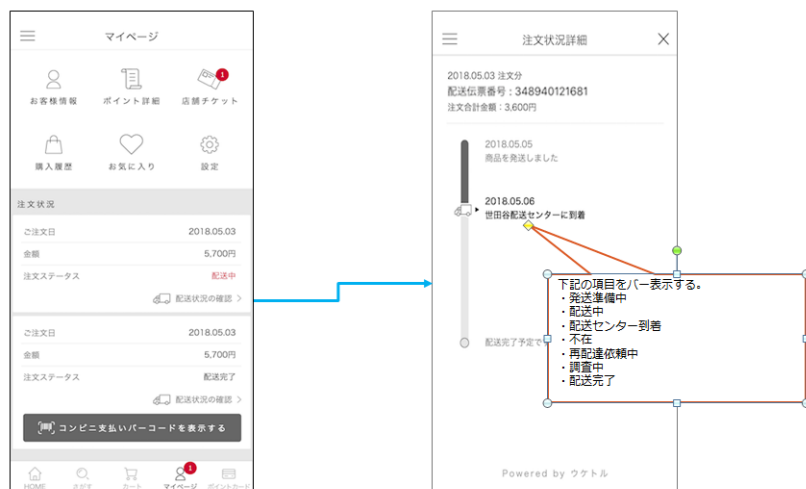 マイページ
お客様情報
ポイント詳細
1
店舗チケット
購入履歴
お気に入り
設定
注文状況
ご注文日 2018.05.03
金額 5,700円
注文ステータス 配送中
配送状況の確認 >
ご注文日 2018.05.03
金額 5,700円
注文ステータス 配送完了
配送状況の確認 >
コンビニ支払いバーコードを表示する
HOME
さがす
カート
1
マイページ
ポイントカード
注文状況詳細
2018.05.03 注文分
配送伝票番号：348940121681
注文合計金額：3,600円
2018.05.05
商品を発送しました
2018.05.06
世田谷配送センターに到着
配送完了予定で
下記の項目をバー表示する。
・発送準備中
・配送中
・配送センター到着
・不在
・再配達依頼中
・調査中
・配送完了
Powered by ウケトル